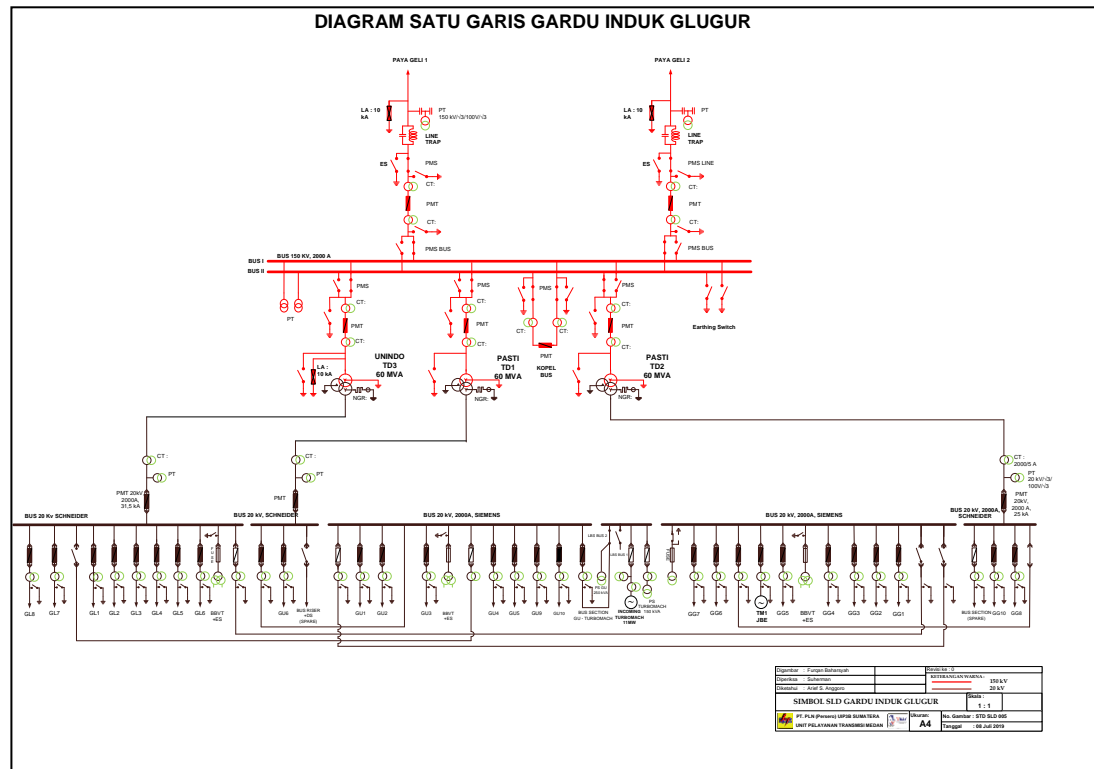 DIAGRAM SATU GARIS GARDU INDUK GLUGUR
PAYA GELI 1
PAYA GELI 2
LA : 10
kA
PT
150 kV/√3/100V/√3
LINE
TRAP
LA : 10
kA
PT
LINE
TRAP
ES
PMS
CT:
PMT
CT:
PMS BUS
ES
PMS LINE
CT:
PMT
CT:
PMS BUS
BUS I
BUS 150 KV, 2000 A
BUS II
PT
PMS
CT:
PMT
CT:
PMS
CT:
PMT
CT:
PMS
CT:
CT:
PMT
KOPEL
BUS
PMS
CT:
PMT
CT:
Earthing Switch
LA :
10 kA
UNINDO
TD3
60 MVA
NGR:
PASTI
TD1
60 MVA
NGR:
PASTI
TD2
60 MVA
NGR:
CT :
PT
PMT 20kV
2000A,
31,5 kA
CT :
PT
PMT
CT :
2000/5 A
PT
20 kV/√3/
100V/√3
PMT
20kV,
2000 A,
25 kA
BUS 20 Kv SCHNEIDER
BUS 20 kV, SCHNEIDER
BUS 20 kV, 2000A, SIEMENS
BUS 20 kV, 2000A, SIEMENS
BUS 20 kV, 2000A,
SCHNEIDER
LBS BUS 2
LBS BUS 1
GL8
GL7
GL1
GL2
GL3
GL4
GL5
GL6
BBVT
+ES
GU6
BUS RISER
+DS
(SPARE)
GU1
GU2
GU3
BBVT
+ES
GU4
GU5
GU9
GU10
BUS SECTION
GU - TURBOMACH
PS GU
INCOMING
TURBOMACH
11MW
PS
TURBOMACH
GG7
GG6
TM1
JBE
GG5
BBVT
+ES
GG4
GG3
GG2
GG1
BUS SECTION
(SPARE)
GG10
GG8
Digambar : Furqan Bahansyah
Diperiksa : Suherman
Diketahui : Arief S. Anggoro
Revisi ke : 0
KETERANGAN WARNA :
150 kV
20 kV
SIMBOL SLD GARDU INDUK GLUGUR
Skala :
1 : 1
PT. PLN (Persero) UIP3B SUMATERA
UNIT PELAYANAN TRANSMISI MEDAN
Ukuran:
A4
No. Gambar : STD SLD 005
Tanggal : 08 Juli 2019